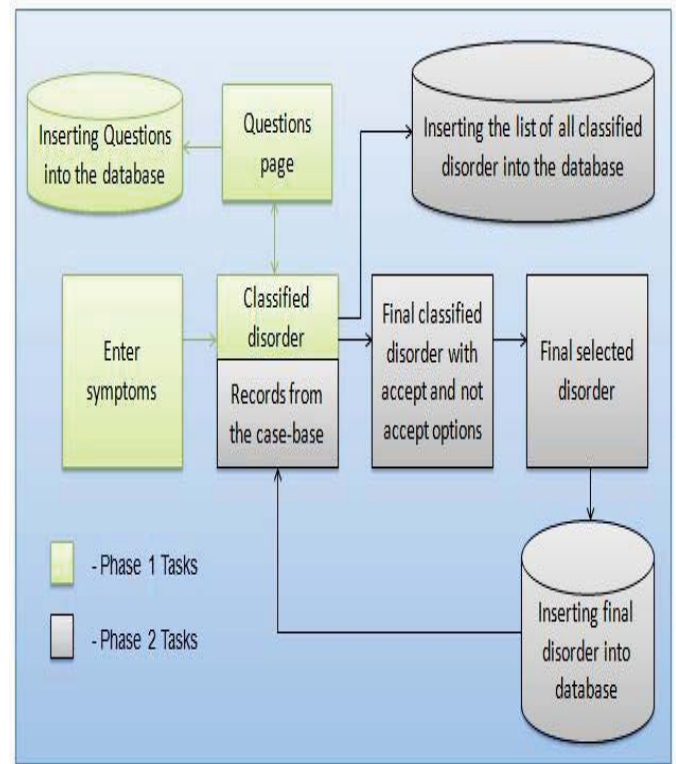 Inserting Questions
into the database
Questions
page
Inserting the list of all classified
disorder into the database
Enter
symptoms
Classified
disorder
Records from
the case-base
Final classified
disorder with
accept and not
accept options
Final selected
disorder
- Phase 1 Tasks
- Phase 2 Tasks
Inserting final
disorder into
database